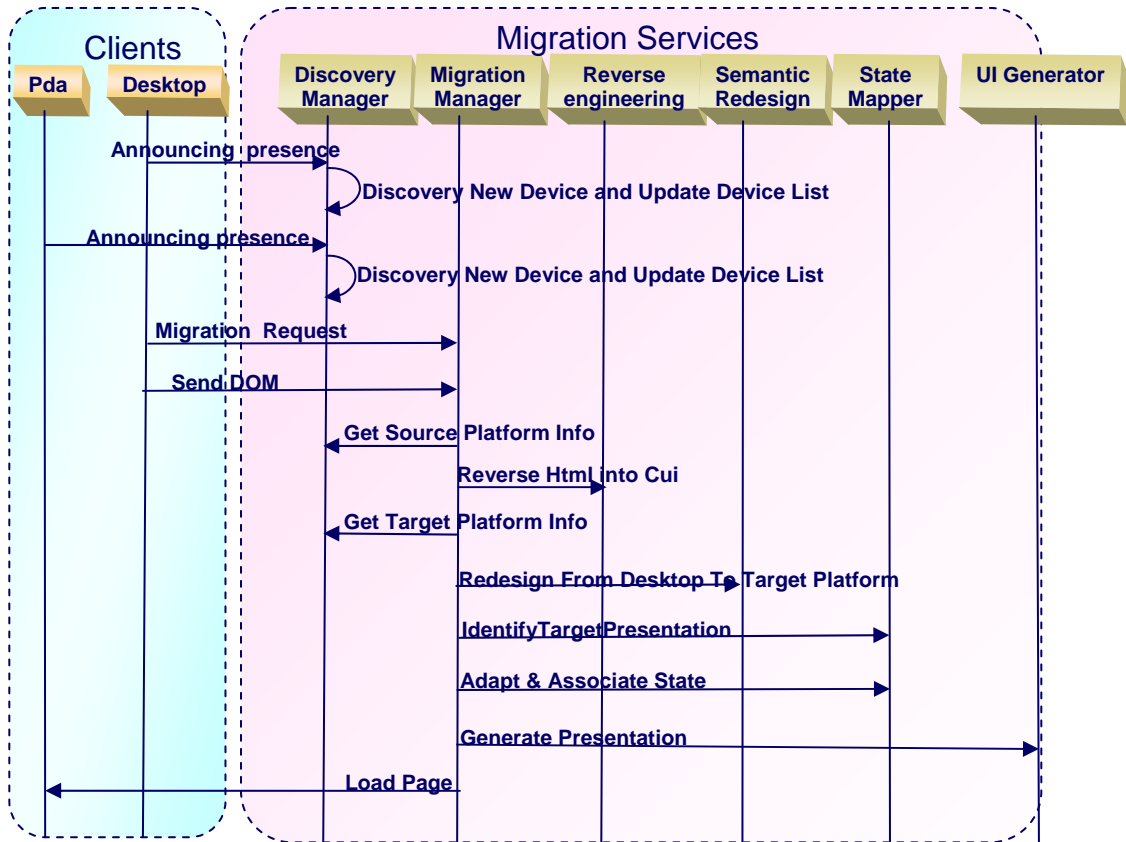 Clients
Migration Services
Pda
Desktop
Discovery
Manager
Migration
Manager
Reverse
engineering
Semantic
Redesign
State
Mapper
UI Generator
Announcing presence
Discovery New Device and Update Device List
Announcing presence
Discovery New Device and Update Device List
Migration Request
Send DOM
Get Source Platform Info
Reverse Html into Cui
Get Target Platform Info
Redesign From Desktop To Target Platform
IdentifyTargetPresentation
Adapt & Associate State
Generate Presentation
Load Page